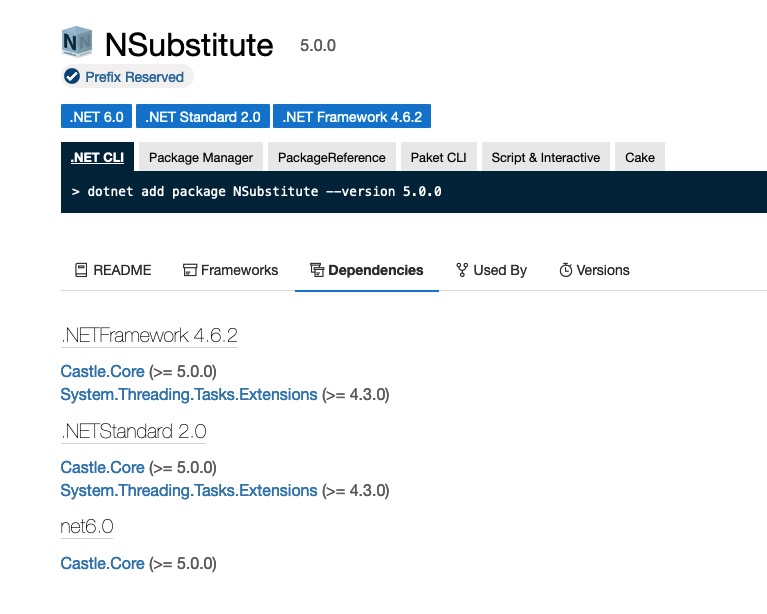 NSubstitute 5.0.0
Prefix Reserved
.NET 6.0 .NET Standard 2.0 .NET Framework 4.6.2
.NET CLI Package Manager PackageReference Paket CLI Script & Interactive Cake
> dotnet add package NSubstitute --version 5.0.0
README Frameworks Dependencies Used By Versions
.NETFramework 4.6.2
Castle.Core (>= 5.0.0)
System.Threading.Tasks.Extensions (>= 4.3.0)
.NETStandard 2.0
Castle.Core (>= 5.0.0)
System.Threading.Tasks.Extensions (>= 4.3.0)
net6.0
Castle.Core (>= 5.0.0)